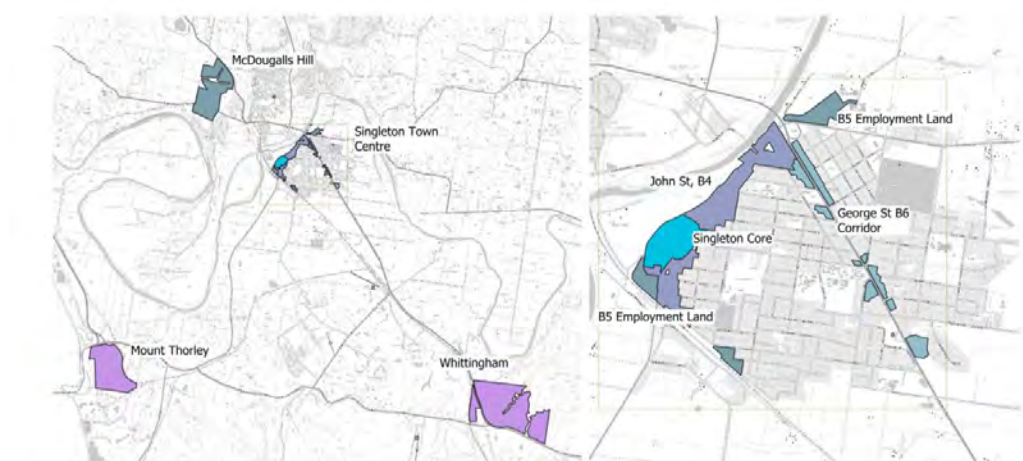 McDougalls Hill
Singleton Town
Centre
Mount Thorley
Whittingham
B5 Employment Land
John St, B4
George St B6
Corridor
Singleton Core
B5 Employment Land